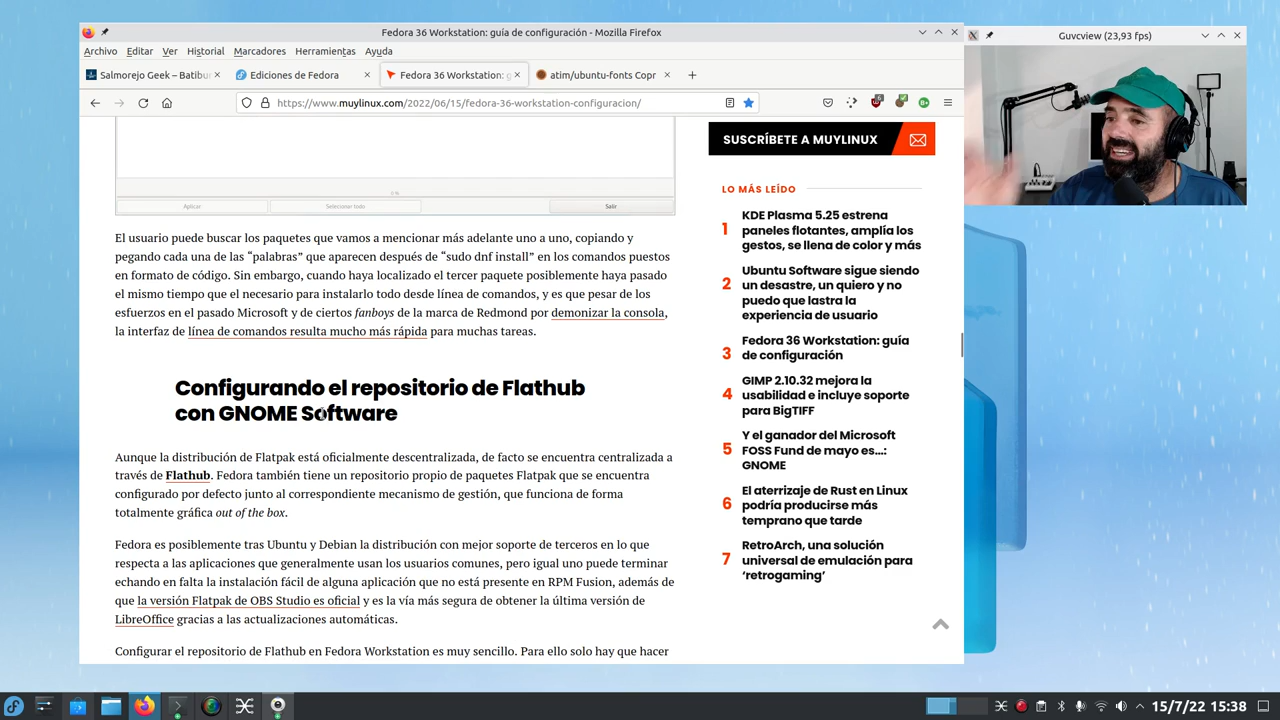 Fedora 36 Workstation: guía de configuración - Mozilla Firefox
Archivo Editar Ver Historial Marcadores Herramientas Ayuda
Salmorejo Geek – Batibur
Ediciones de Fedora
Fedora 36 Workstation: g
atim/ubuntu-fonts Copr
https://www.muylinux.com/2022/06/15/fedora-36-workstation-configuracion/
Guvcview (23,93 fps)
Aplicar
Seleccionar todo
Salir
El usuario puede buscar los paquetes que vamos a mencionar más adelante uno a uno, copiando y
pegando cada una de las “palabras” que aparecen después de “sudo dnf install” en los comandos puestos
en formato de código. Sin embargo, cuando haya localizado el tercer paquete posiblemente haya pasado
el mismo tiempo que el necesario para instalarlo todo desde línea de comandos, y es que pesar de los
esfuerzos en el pasado Microsoft y de ciertos fanboys de la marca de Redmond por demonizar la consola,
la interfaz de línea de comandos resulta mucho más rápida para muchas tareas.
Configurando el repositorio de Flathub
con GNOME Software
Aunque la distribución de Flatpak está oficialmente descentralizada, de facto se encuentra centralizada a
través de Flathub. Fedora también tiene un repositorio propio de paquetes Flatpak que se encuentra
configurado por defecto junto al correspondiente mecanismo de gestión, que funciona de forma
totalmente gráfica out of the box.
Fedora es posiblemente tras Ubuntu y Debian la distribución con mejor soporte de terceros en lo que
respecta a las aplicaciones que generalmente usan los usuarios comunes, pero igual uno puede terminar
echando en falta la instalación fácil de alguna aplicación que no está presente en RPM Fusion, además de
que la versión Flatpak de OBS Studio es oficial y es la vía más segura de obtener la última versión de
LibreOffice gracias a las actualizaciones automáticas.
Configurar el repositorio de Flathub en Fedora Workstation es muy sencillo. Para ello solo hay que hacer
SUSCRÍBETE A MUYLINUX
LO MÁS LEÍDO
1 KDE Plasma 5.25 estrena
paneles flotantes, amplía los
gestos, se llena de color y más
2 Ubuntu Software sigue siendo
un desastre, un quiero y no
puedo que lastra la
experiencia de usuario
3 Fedora 36 Workstation: guía
de configuración
4 GIMP 2.10.32 mejora la
usabilidad e incluye soporte
para BigTIFF
5 Y el ganador del Microsoft
FOSS Fund de mayo es…:
GNOME
6 El aterrizaje de Rust en Linux
podría producirse más
temprano que tarde
7 RetroArch, una solución
universal de emulación para
‘retrogaming’
15/7/22 15:38